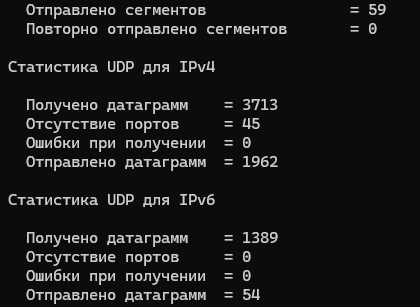 Отправлено сегментов = 59
Повторно отправлено сегментов = 0
Статистика UDP для IPv4
Получено датаграмм = 3713
Отсутствие портов = 45
Ошибки при получении = 0
Отправлено датаграмм = 1962
Статистика UDP для IPv6
Получено датаграмм = 1389
Отсутствие портов = 0
Ошибки при получении = 0
Отправлено датаграмм = 54